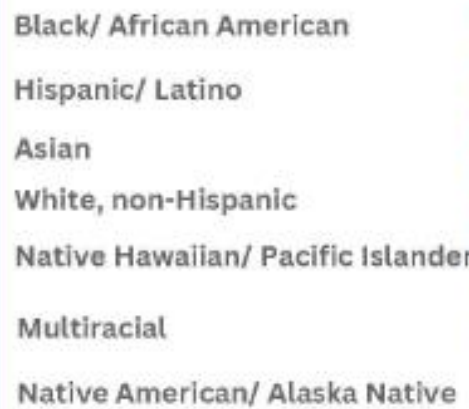 Black/ African American
Hispanic/ Latino
Asian
White, non-Hispanic
Native Hawaiian/ Pacific Islander
Multiracial
Native American/ Alaska Native